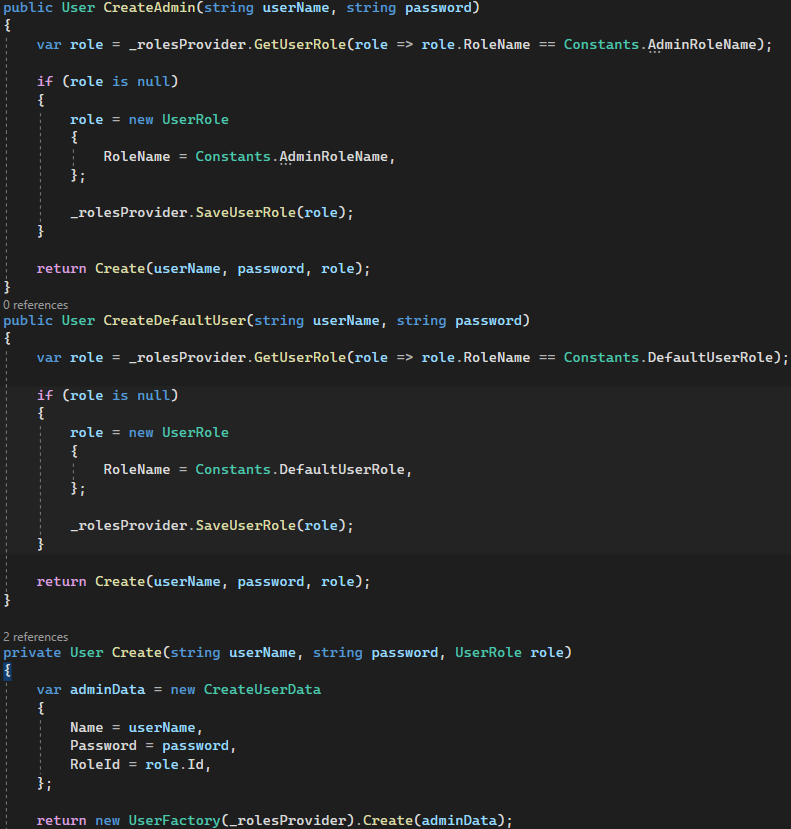 public User CreateAdmin(string userName, string password)
{
    var role = _rolesProvider.GetUserRole(role => role.RoleName == Constants.AdminRoleName);

    if (role is null)
    {
        role = new UserRole
        {
            RoleName = Constants.AdminRoleName,
        };

        _rolesProvider.SaveUserRole(role);
    }

    return Create(userName, password, role);
}
0 references
public User CreateDefaultUser(string userName, string password)
{
    var role = _rolesProvider.GetUserRole(role => role.RoleName == Constants.DefaultUserRole);

    if (role is null)
    {
        role = new UserRole
        {
            RoleName = Constants.DefaultUserRole,
        };

        _rolesProvider.SaveUserRole(role);
    }

    return Create(userName, password, role);
}

2 references
private User Create(string userName, string password, UserRole role)
{
    var adminData = new CreateUserData
    {
        Name = userName,
        Password = password,
        RoleId = role.Id,
    };

    return new UserFactory(_rolesProvider).Create(adminData);